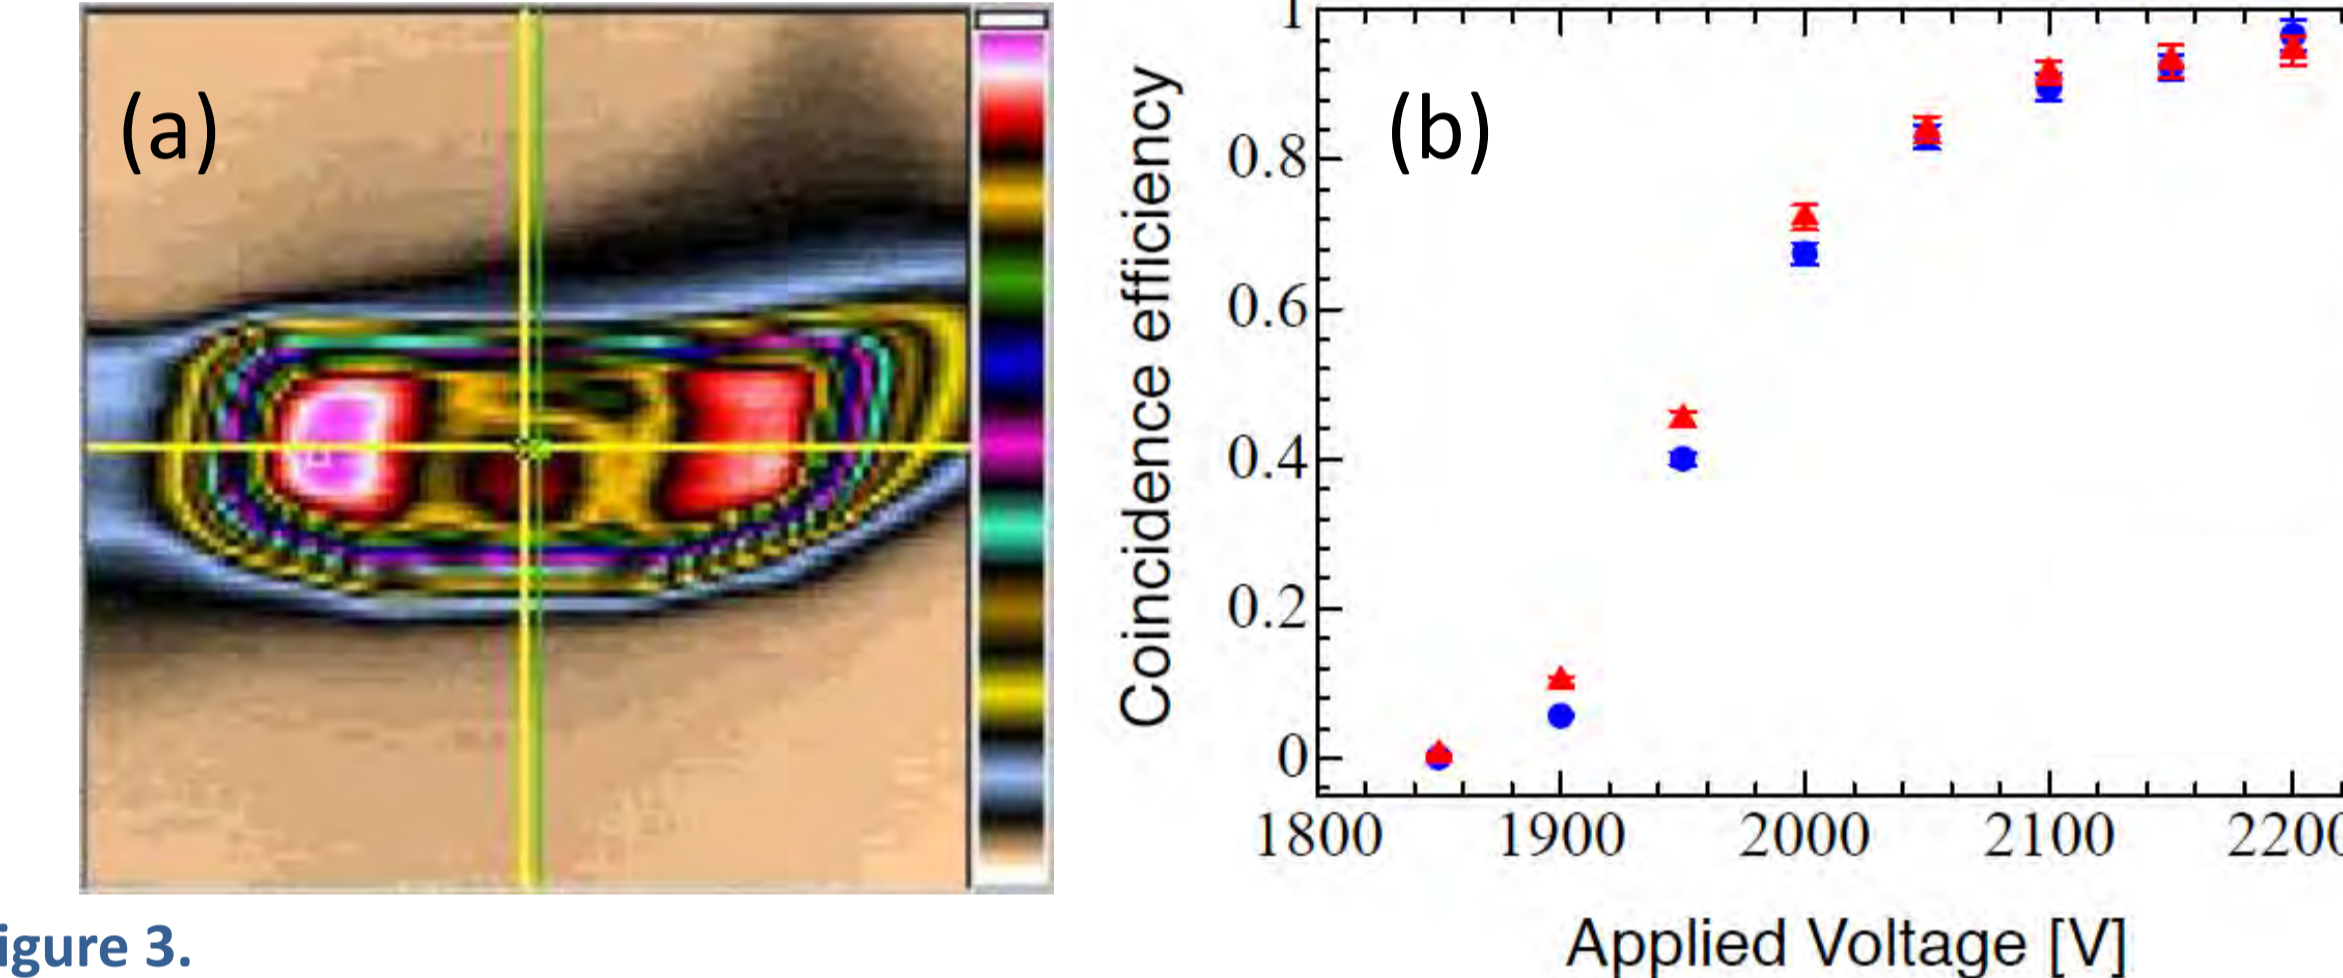 (a)
(b)
Coincidence efficiency
1
0.8
0.6
0.4
0.2
0
1800 1900 2000 2100 2200
Applied Voltage [V]
igure 3.